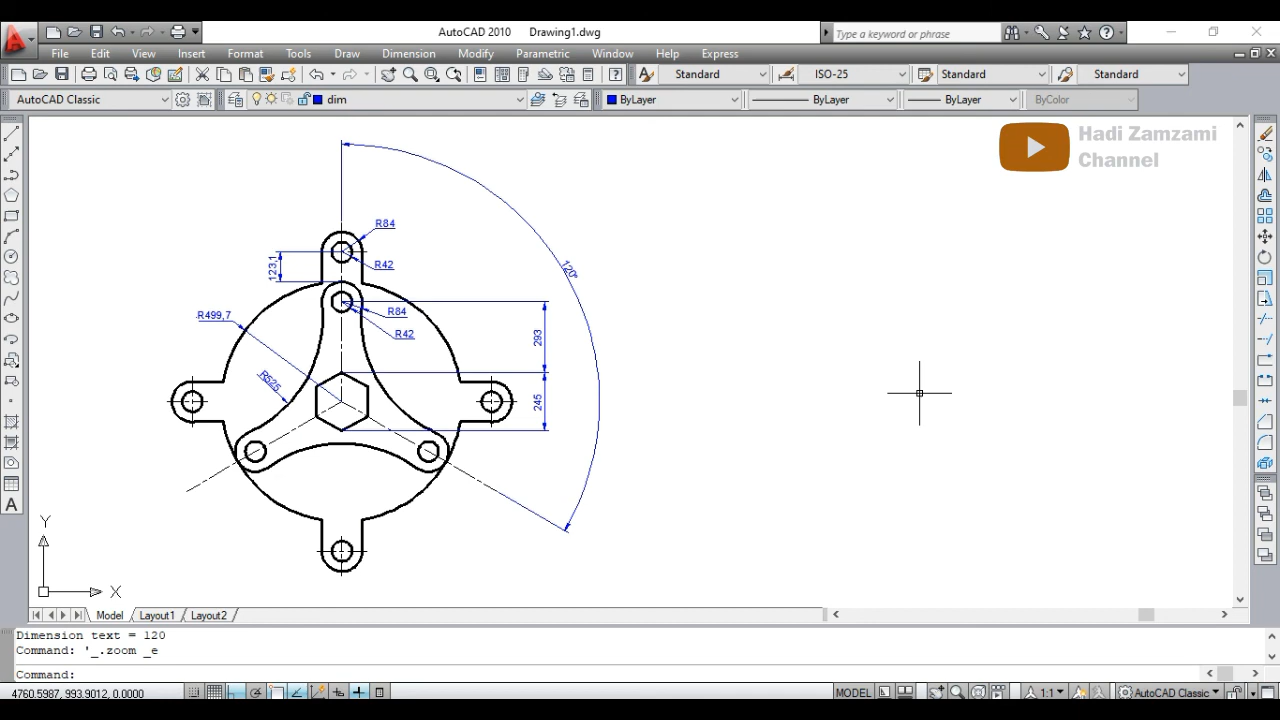 AutoCAD 2010 Drawing1.dwg
Type a keyword or phrase
File Edit View Insert Format Tools Draw Dimension Modify Parametric Window Help Express
Standard ISO-25 Standard Standard
AutoCAD Classic dim ByLayer ByLayer ByLayer ByColor
Hadi Zamzami
Channel
R84
R42
123,1
120°
R499,7
R84
R42
293
R525
245
Y
X
Model Layout1 Layout2
Dimension text = 120
Command: '_.zoom _e
Command:
4760.5987, 993.9012, 0.0000 MODEL 1:1 AutoCAD Classic